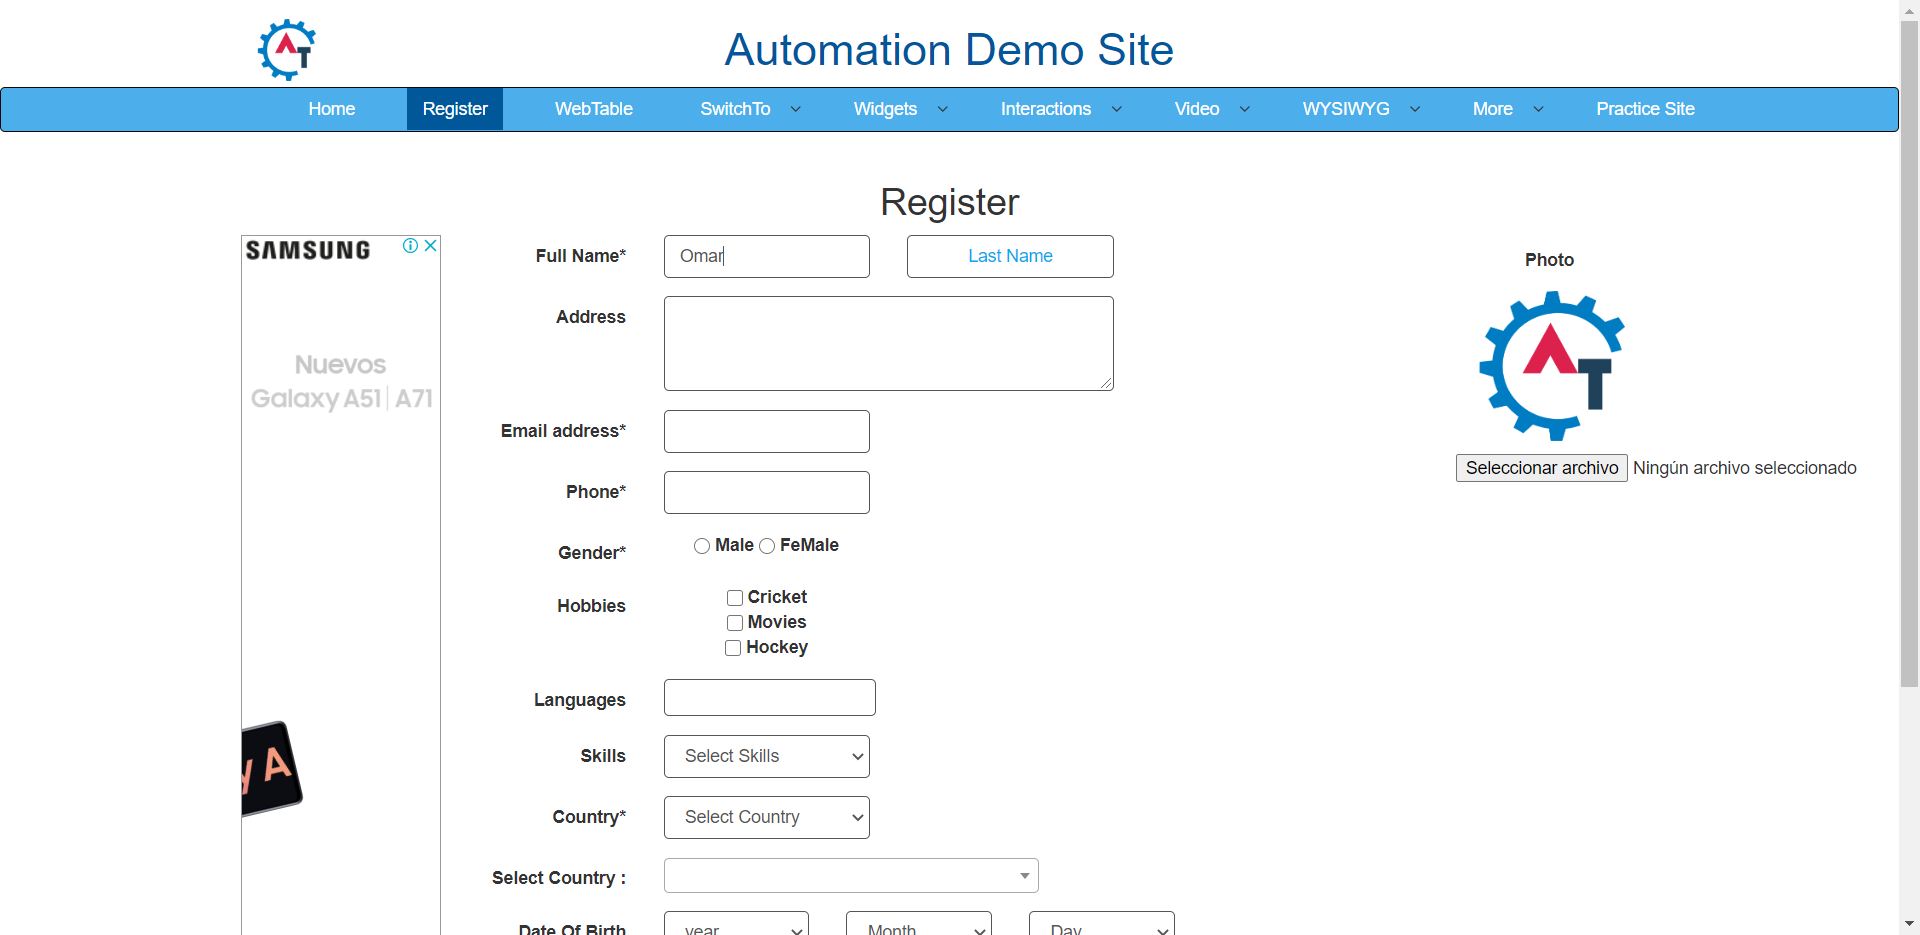 AT
Automation Demo Site
Home Register WebTable SwitchTo Widgets Interactions Video WYSIWYG More Practice Site
Register
SAMSUNG
Nuevos
Galaxy A51 | A71
y A
Full Name* Omar Last Name
Address
Email address*
Phone*
Gender* Male FeMale
Hobbies Cricket
Movies
Hockey
Languages
Skills Select Skills
Country* Select Country
Select Country :
Date Of Birth year Month Day
Photo
AT
Seleccionar archivo Ningún archivo seleccionado